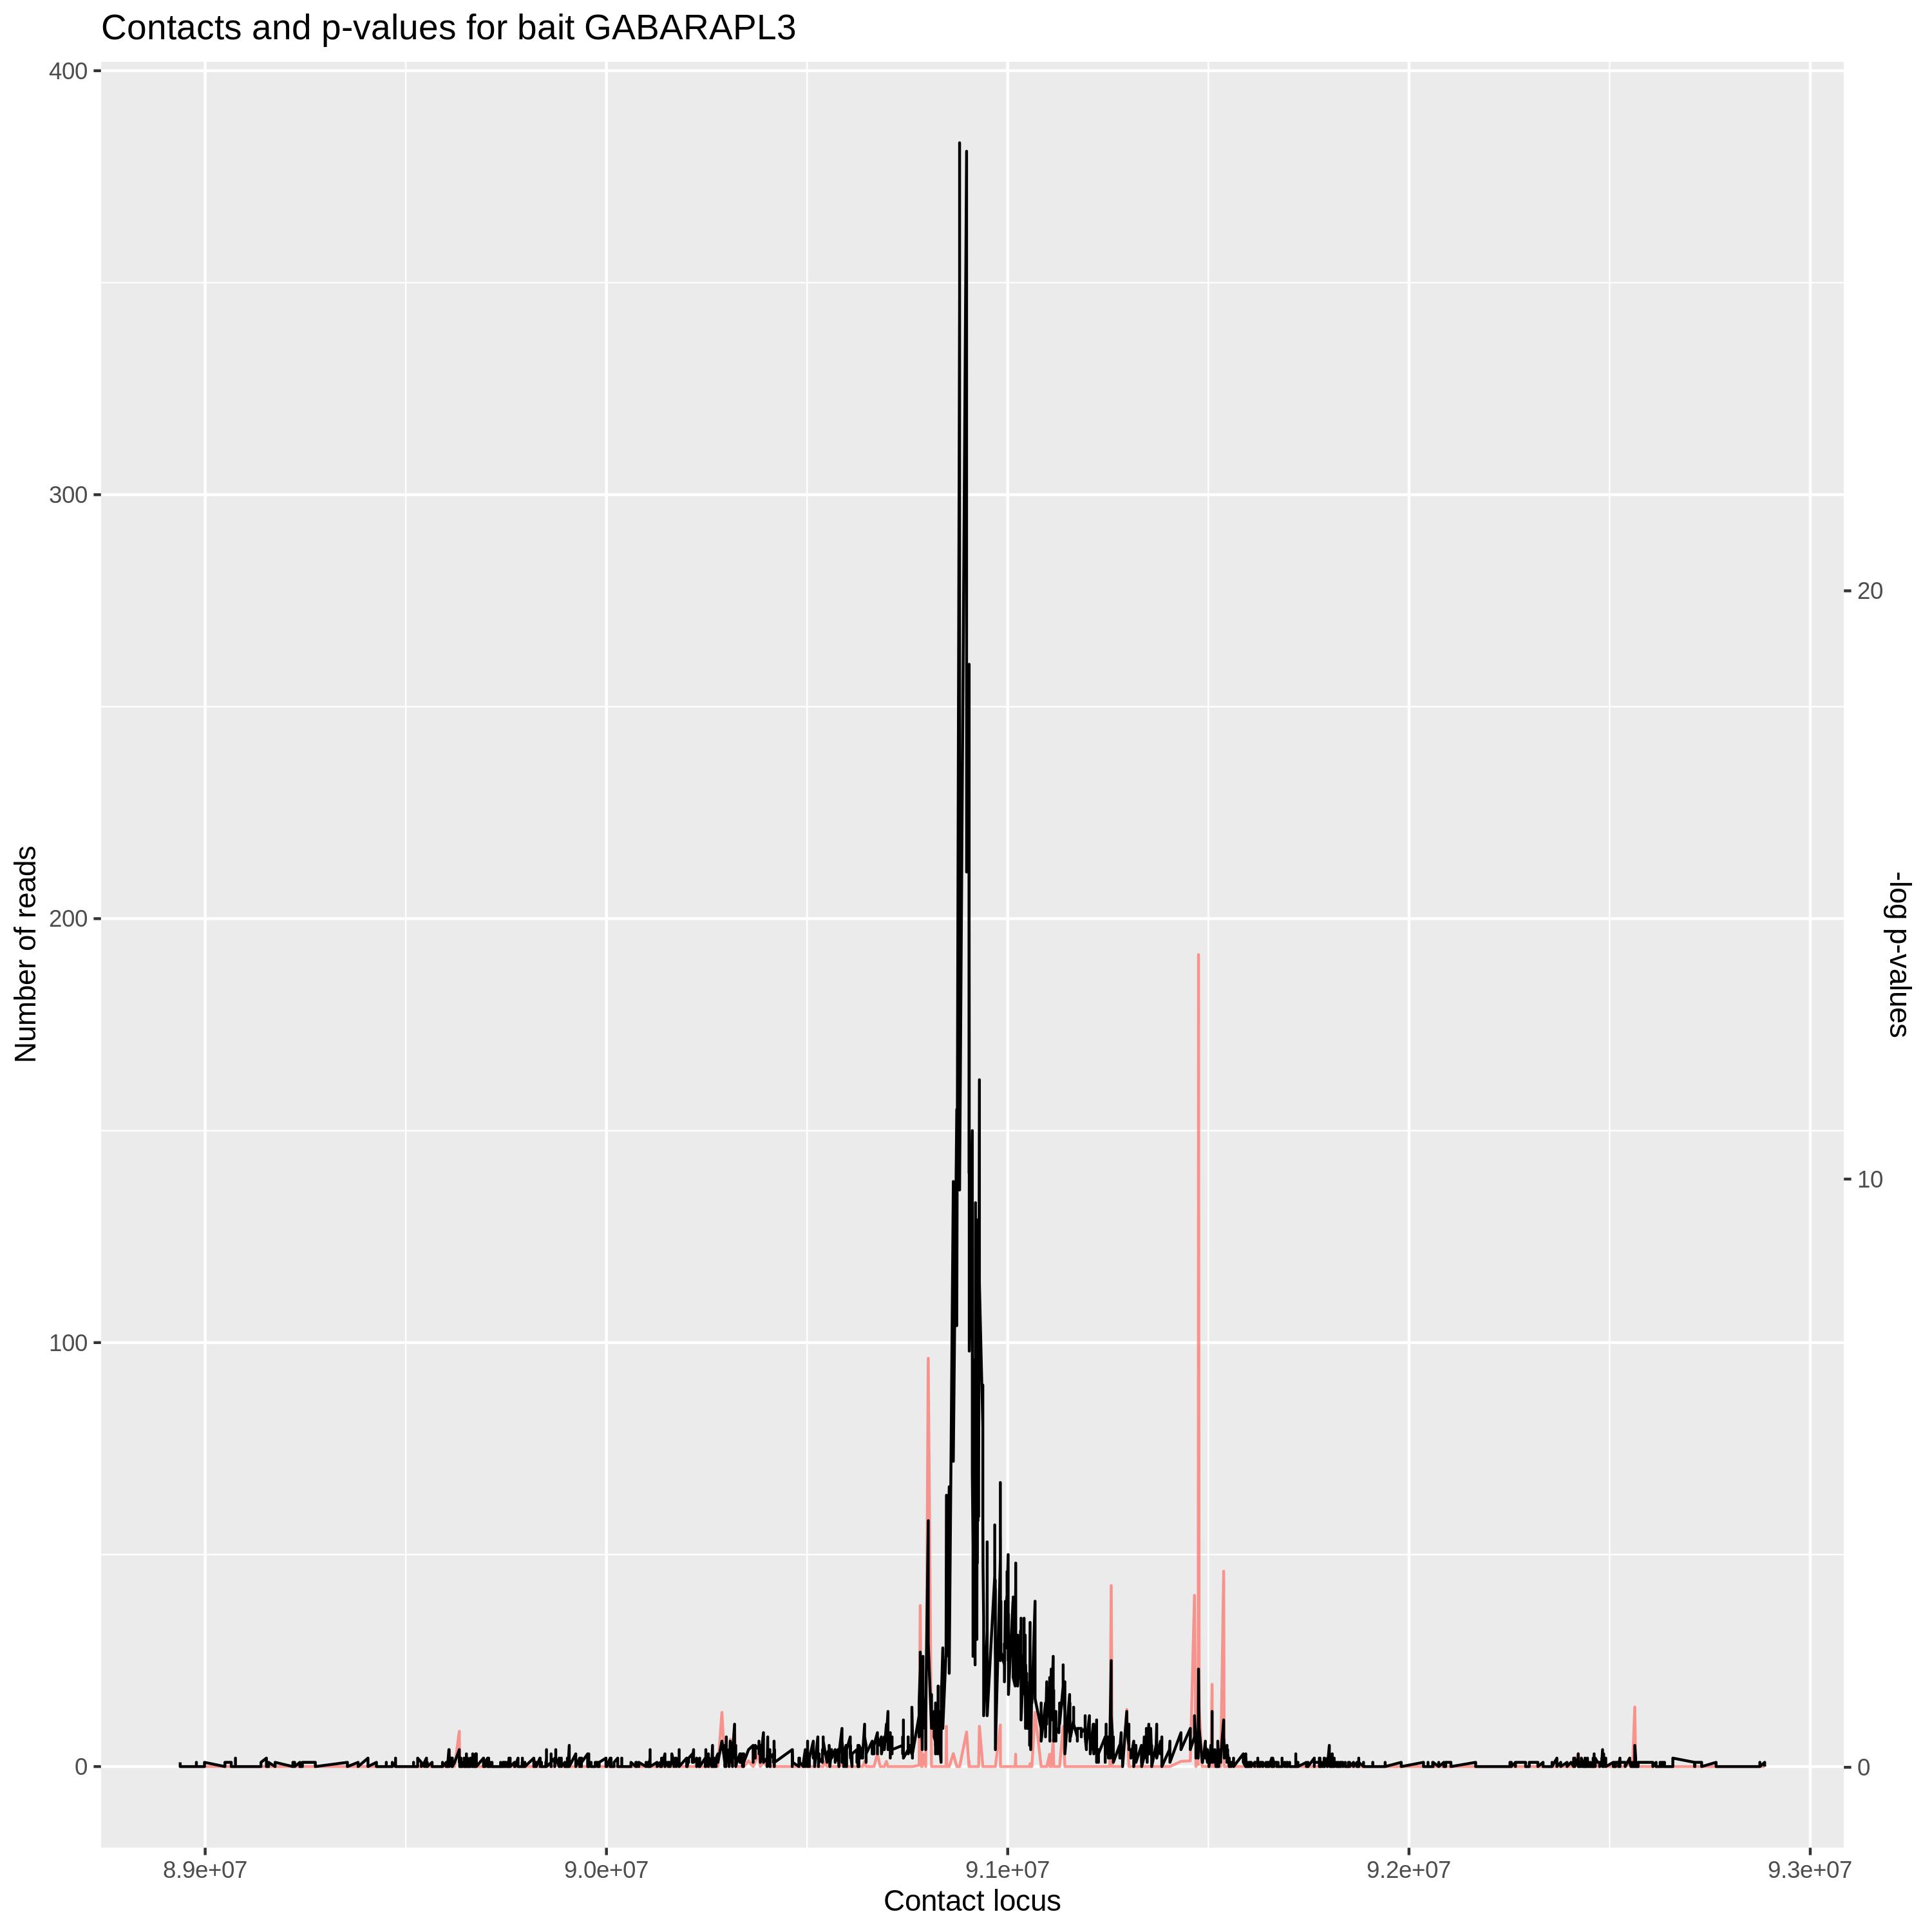 Contacts and p-values for bait GABARAPL3
400
300
200
100
0
Number of reads
20
10
0
-log p-values
8.9e+07
9.0e+07
9.1e+07
9.2e+07
9.3e+07
Contact locus